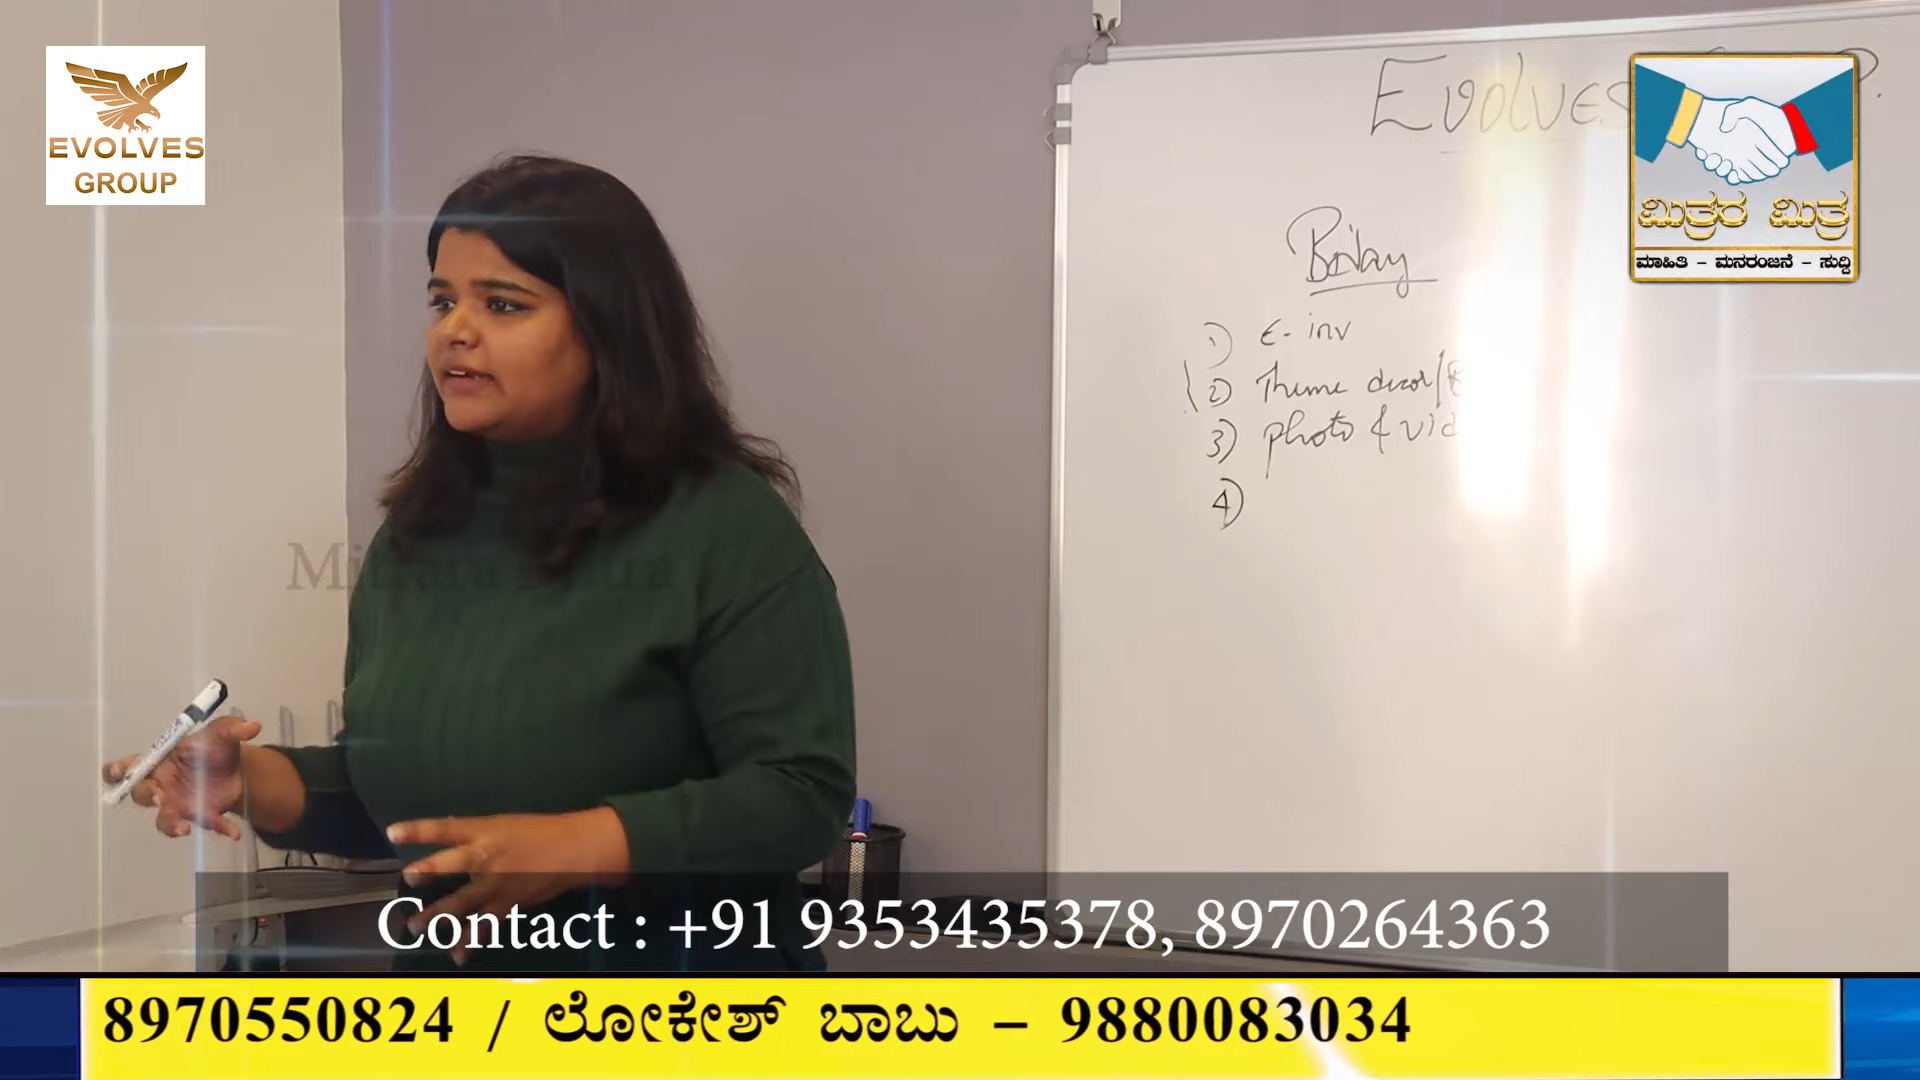 EVOLVES
GROUP
Evolves
ಮಿತ್ರರ ಮಿತ್ರ
ಮಾಹಿತಿ – ಮನರಂಜನೆ – ಸುದ್ದಿ
1) E- inv
2) Theme decor/
3) photo & vid
4)
Contact : +91 9353435378, 8970264363
8970550824 / ಲೋಕೇಶ್ ಬಾಬು – 9880083034